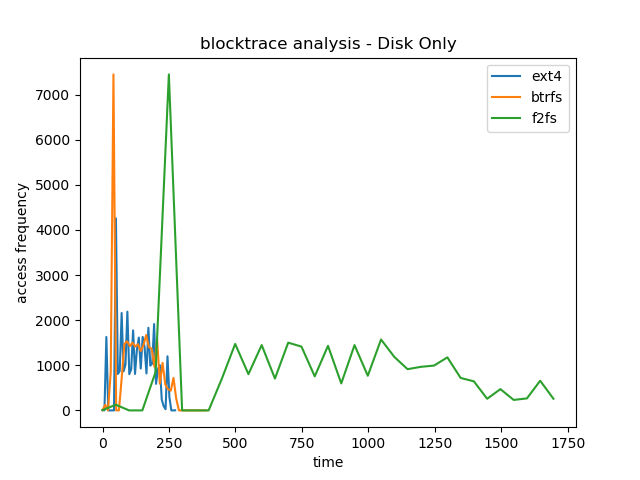 blocktrace analysis - Disk Only
ext4
btrfs
f2fs
7000
6000
5000
4000
3000
2000
1000
0
access frequency
0 250 500 750 1000 1250 1500 1750
time